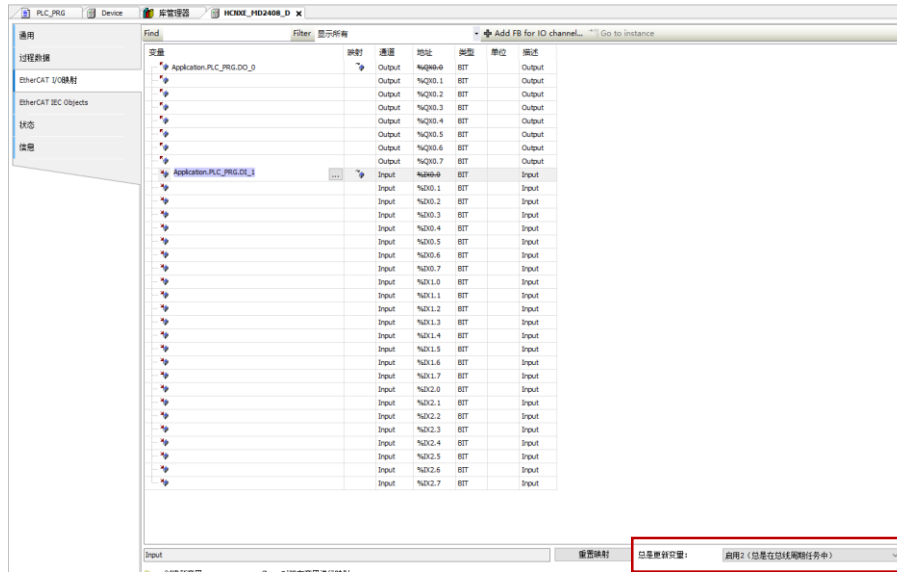 PLC_PRG Device 库管理器 HCNXE_MD2408_D x
通用
过程数据
EtherCAT I/O映射
EtherCAT IEC Objects
状态
信息
Find Filter 显示所有 Add FB for IO channel... Go to instance
变量 映射 通道 地址 类型 单位 描述
Application.PLC_PRG.DO_0 Output %QX0.0 BIT Output
Output %QX0.1 BIT Output
Output %QX0.2 BIT Output
Output %QX0.3 BIT Output
Output %QX0.4 BIT Output
Output %QX0.5 BIT Output
Output %QX0.6 BIT Output
Output %QX0.7 BIT Output
Application.PLC_PRG.DI_1 ... Input %IX0.0 BIT Input
Input %IX0.1 BIT Input
Input %IX0.2 BIT Input
Input %IX0.3 BIT Input
Input %IX0.4 BIT Input
Input %IX0.5 BIT Input
Input %IX0.6 BIT Input
Input %IX0.7 BIT Input
Input %IX1.0 BIT Input
Input %IX1.1 BIT Input
Input %IX1.2 BIT Input
Input %IX1.3 BIT Input
Input %IX1.4 BIT Input
Input %IX1.5 BIT Input
Input %IX1.6 BIT Input
Input %IX1.7 BIT Input
Input %IX2.0 BIT Input
Input %IX2.1 BIT Input
Input %IX2.2 BIT Input
Input %IX2.3 BIT Input
Input %IX2.4 BIT Input
Input %IX2.5 BIT Input
Input %IX2.6 BIT Input
Input %IX2.7 BIT Input
Input 重置映射 总是更新变量: 启用2（总是在总线周期任务中）